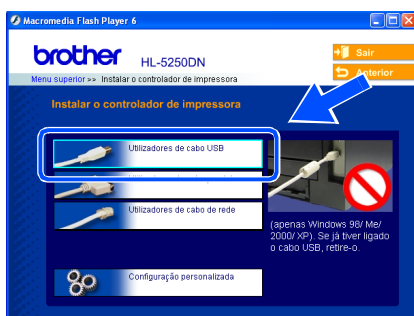 Macromedia Flash Player 6
brother
HL-5250DN
Sair
Anterior
Menu superior >> Instalar o controlador de impressora
Instalar o controlador de impressora
Utilizadores de cabo USB
Utilizadores de cabo de rede
(apenas Windows 98/ Me/
2000/ XP). Se já tiver ligado
o cabo USB, retire-o.
Configuração personalizada